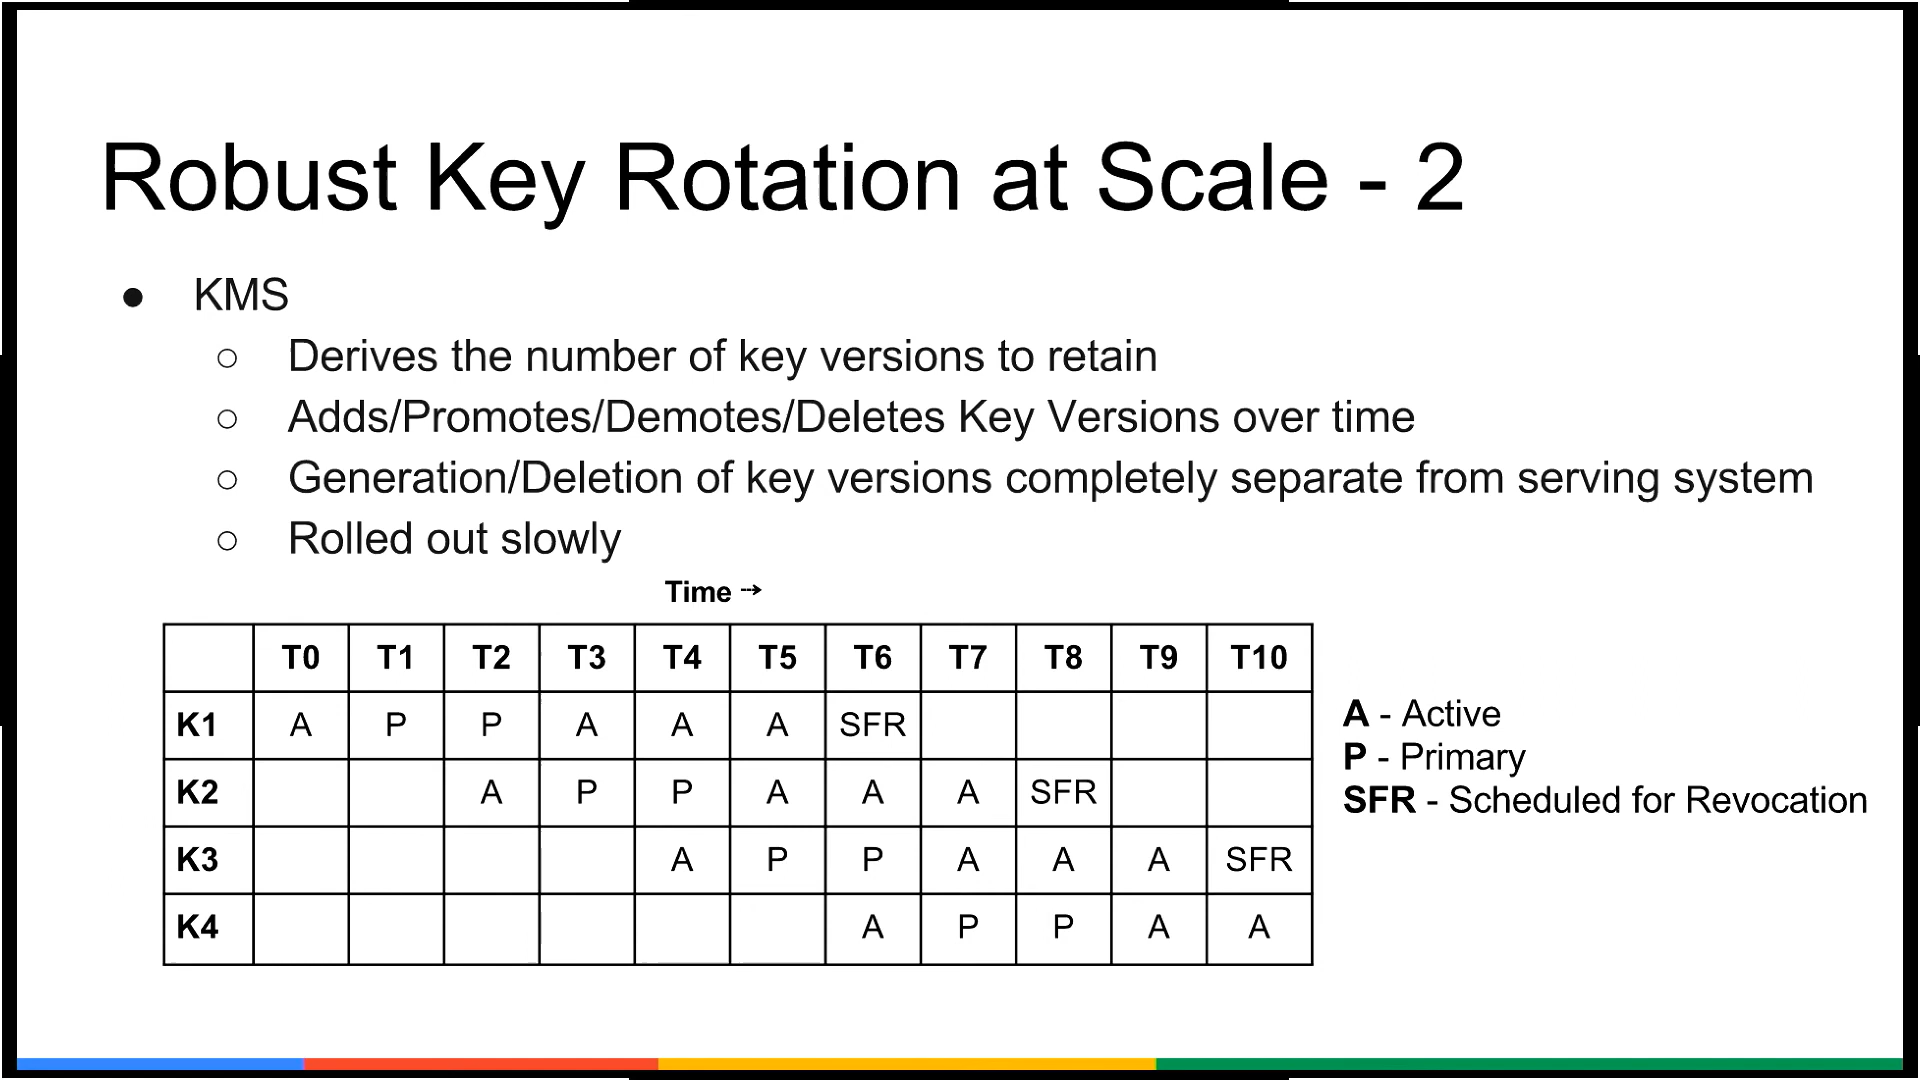 Robust Key Rotation at Scale - 2
● KMS
○ Derives the number of key versions to retain
○ Adds/Promotes/Demotes/Deletes Key Versions over time
○ Generation/Deletion of key versions completely separate from serving system
○ Rolled out slowly
Time →
T0 T1 T2 T3 T4 T5 T6 T7 T8 T9 T10
K1 A P P A A A SFR
K2 A P P A A A SFR
K3 A P P A A A SFR
K4 A P P A A
A - Active
P - Primary
SFR - Scheduled for Revocation